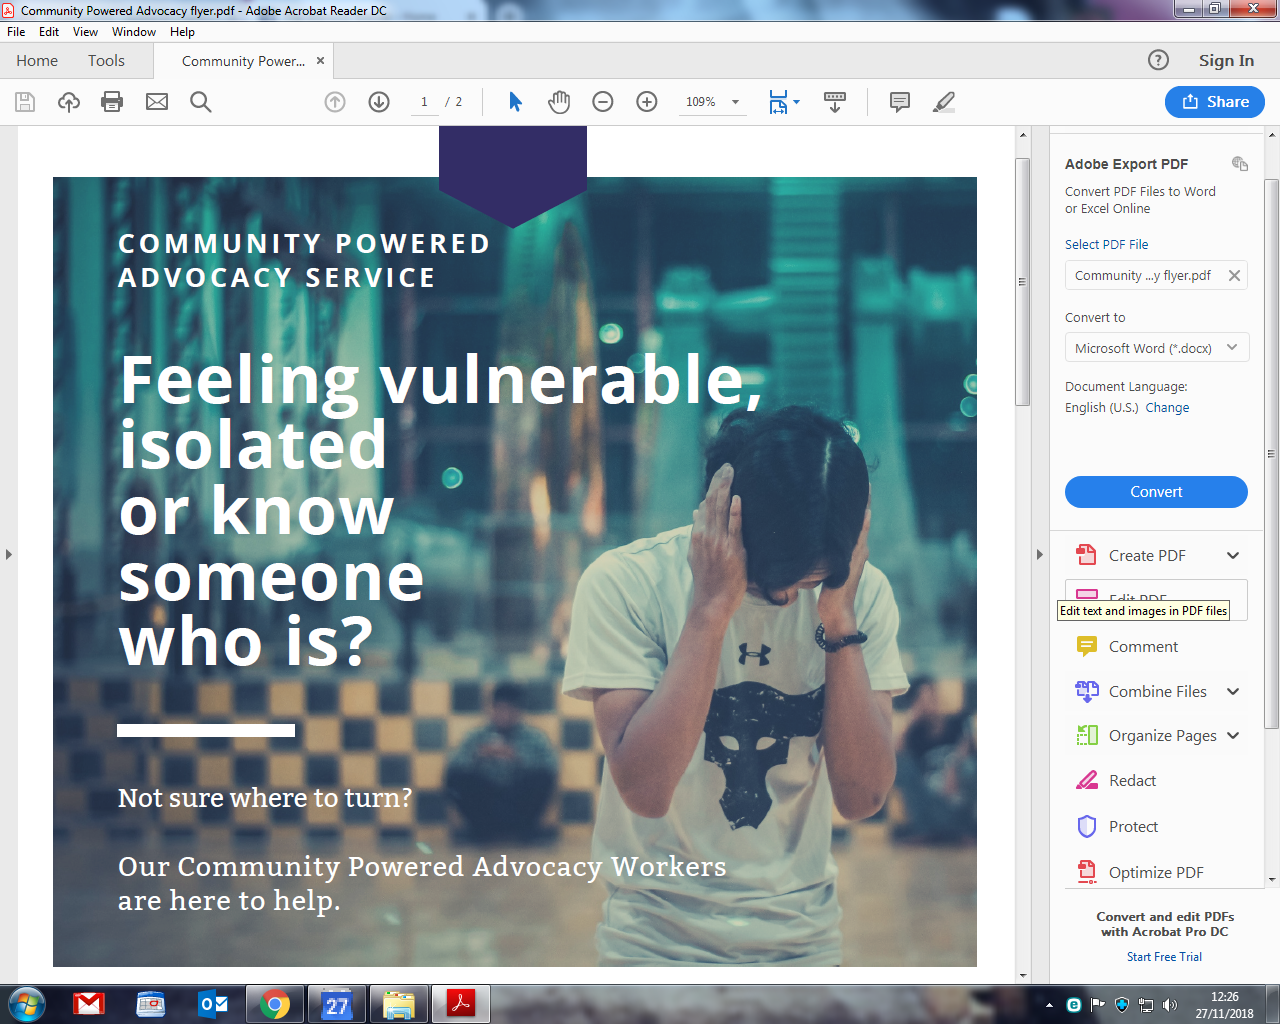 Community Powered Advocacy flyer.pdf - Adobe Acrobat Reader DC
File Edit View Window Help
Home Tools Community Power... × Sign In
1 / 2 109% Share
COMMUNITY POWERED
ADVOCACY SERVICE
Feeling vulnerable,
isolated
or know
someone
who is?
Not sure where to turn?
Our Community Powered Advocacy Workers
are here to help.
Adobe Export PDF
Convert PDF Files to Word
or Excel Online
Select PDF File
Community ...y flyer.pdf
Convert to
Microsoft Word (*.docx)
Document Language:
English (U.S.) Change
Convert
Create PDF
Edit PDF
Edit text and images in PDF files
Comment
Combine Files
Organize Pages
Redact
Protect
Optimize PDF
Convert and edit PDFs
with Acrobat Pro DC
Start Free Trial
27
12:26
27/11/2018